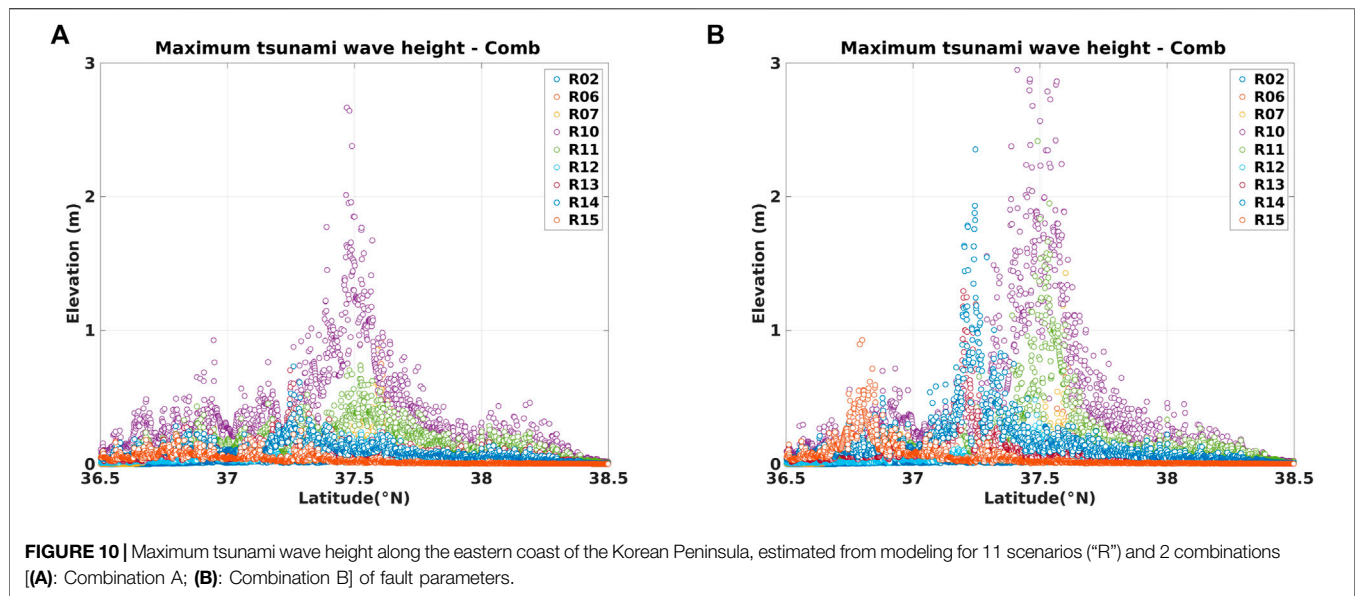 A
Maximum tsunami wave height - Comb
3
2
1
0
Elevation (m)
36.5 37 37.5 38 38.5
Latitude(°N)
R02
R06
R07
R10
R11
R12
R13
R14
R15
B
Maximum tsunami wave height - Comb
3
2
1
0
Elevation (m)
36.5 37 37.5 38 38.5
Latitude(°N)
R02
R06
R07
R10
R11
R12
R13
R14
R15
FIGURE 10 | Maximum tsunami wave height along the eastern coast of the Korean Peninsula, estimated from modeling for 11 scenarios (“R”) and 2 combinations
[(A): Combination A; (B): Combination B] of fault parameters.